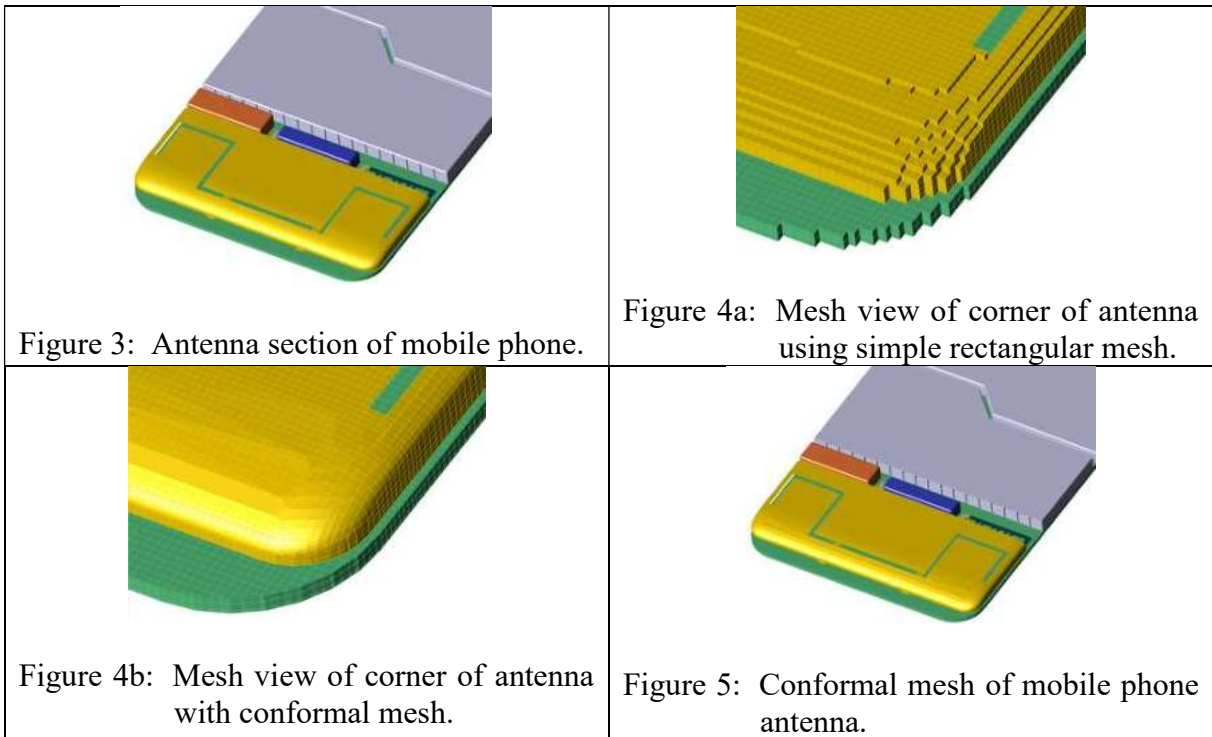 Figure 3: Antenna section of mobile phone.
Figure 4a: Mesh view of corner of antenna
using simple rectangular mesh.
Figure 4b: Mesh view of corner of antenna
with conformal mesh.
Figure 5: Conformal mesh of mobile phone
antenna.